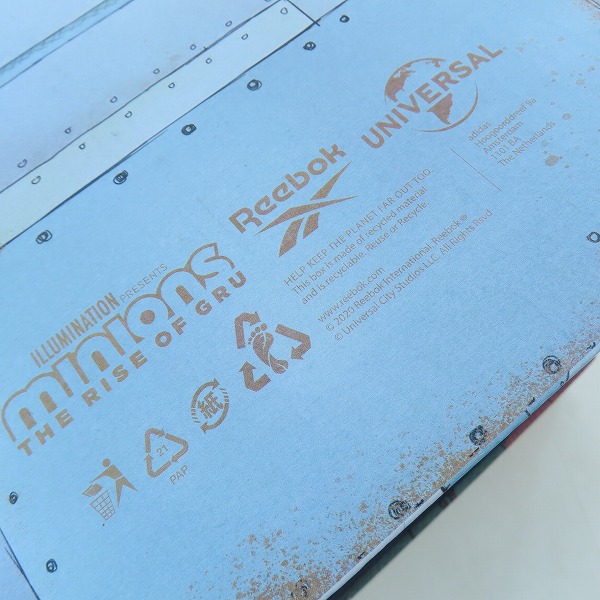 ILLUMINATION PRESENTS
minions
THE RISE OF GRU
Reebok
UNIVERSAL
HELP KEEP THE PLANET FAR OUT TOO
This box is made of recycled material
and is recyclable. Reuse or Recycle.
www.reebok.com
© 2020 Reebok International. Reebok®
© Universal City Studios LLC. All Rights Rsvd.
adidas
Hoogoorddreef 9a
Amsterdam
1101 BA
The Netherlands
紙
21
PAP